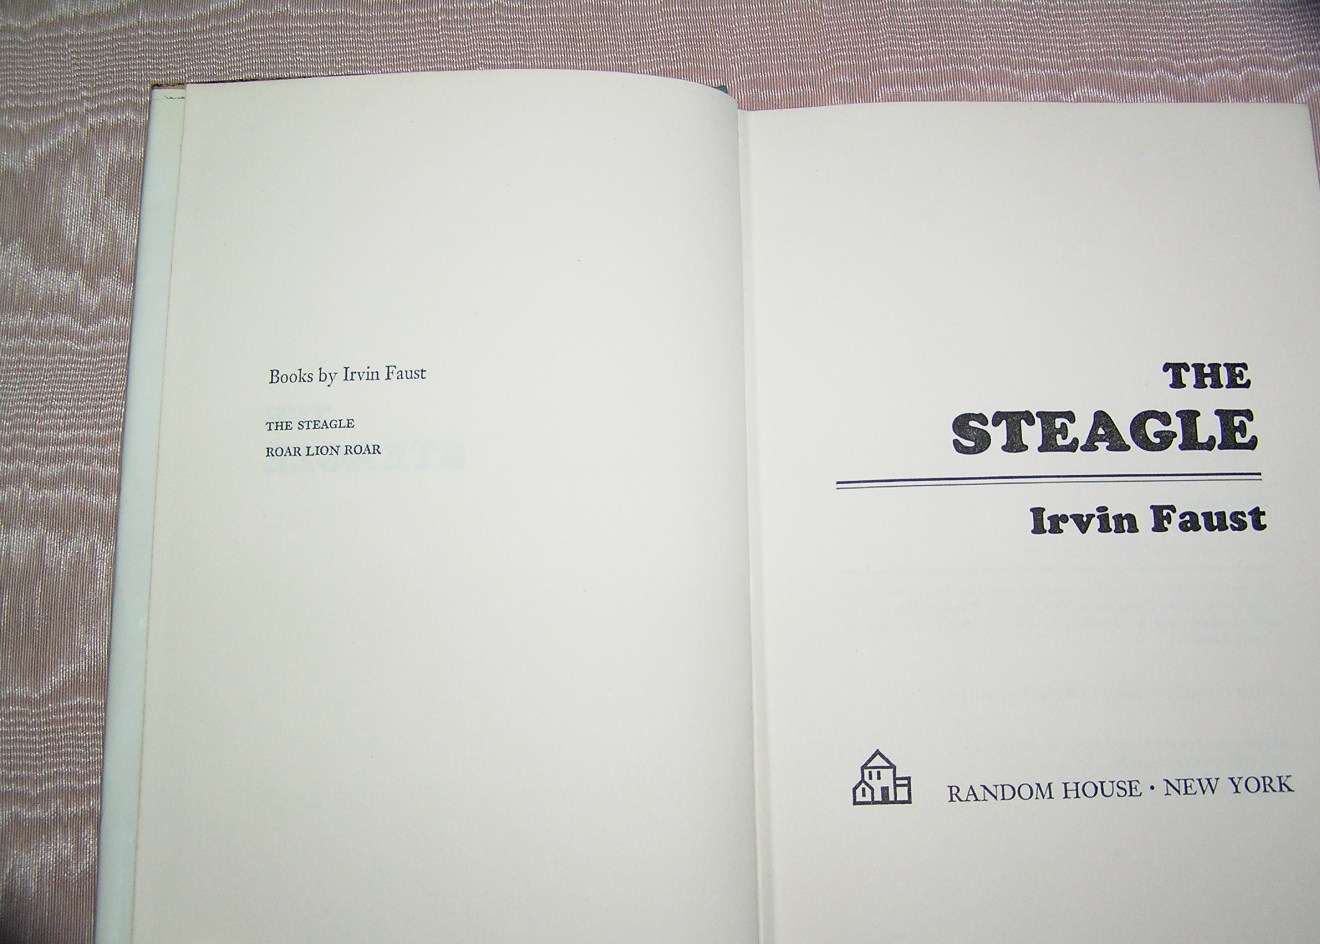 Books by Irvin Faust
THE STEAGLE
ROAR LION ROAR
THE
STEAGLE
Irvin Faust
RANDOM HOUSE · NEW YORK